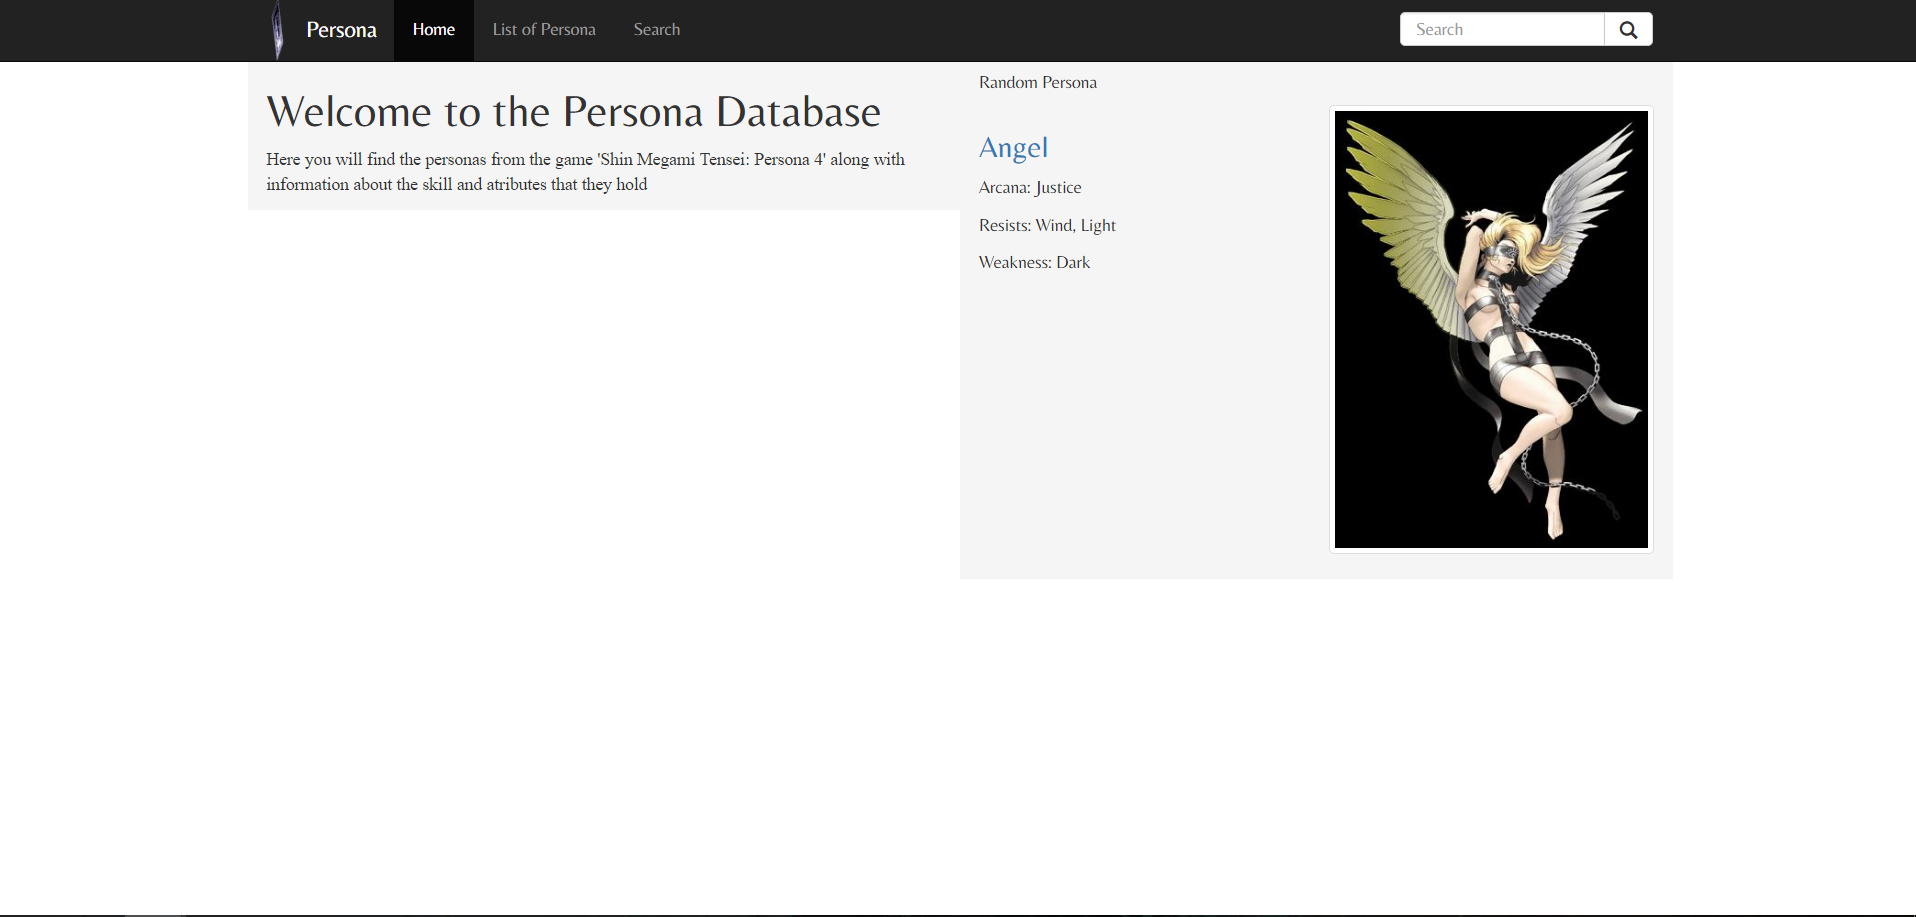 Persona Home List of Persona Search Search
Welcome to the Persona Database
Here you will find the personas from the game 'Shin Megami Tensei: Persona 4' along with
information about the skill and atributes that they hold
Random Persona
Angel
Arcana: Justice
Resists: Wind, Light
Weakness: Dark